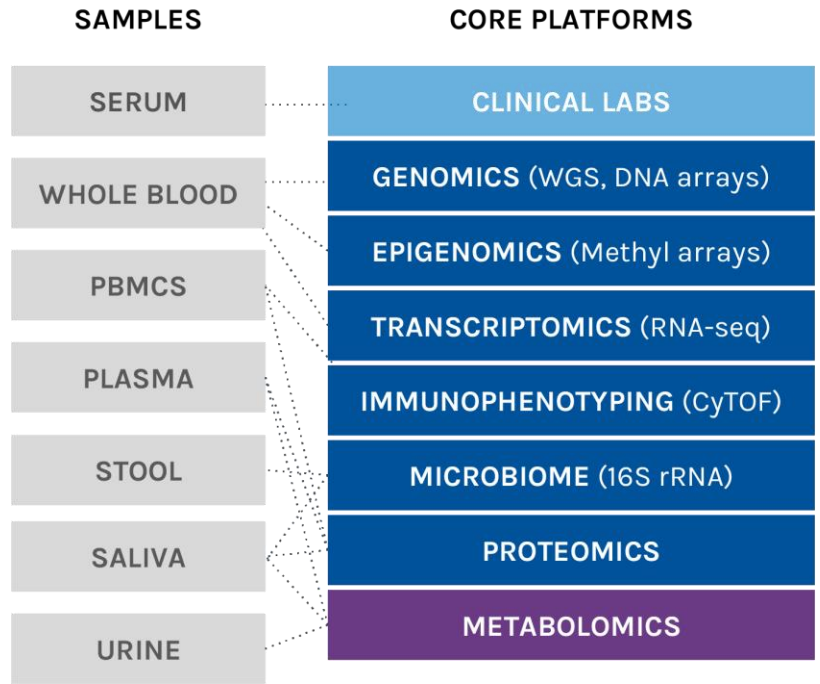 SAMPLES
CORE PLATFORMS
SERUM
CLINICAL LABS
WHOLE BLOOD
GENOMICS (WGS, DNA arrays)
EPIGENOMICS (Methyl arrays)
PBMCS
TRANSCRIPTOMICS (RNA-seq)
PLASMA
IMMUNOPHENOTYPING (CyTOF)
STOOL
MICROBIOME (16S rRNA)
SALIVA
PROTEOMICS
URINE
METABOLOMICS